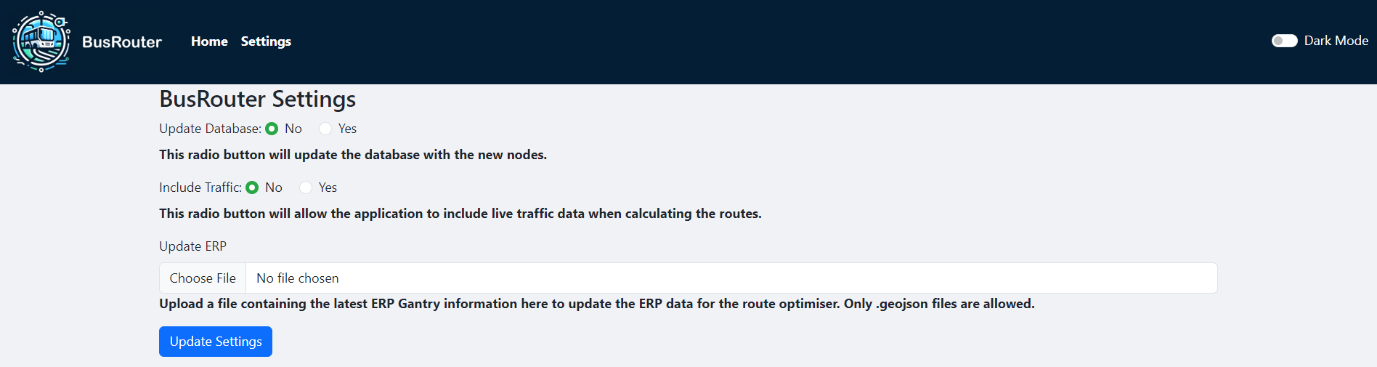 BusRouter Home Settings Dark Mode
BusRouter Settings
Update Database: No Yes
This radio button will update the database with the new nodes.
Include Traffic: No Yes
This radio button will allow the application to include live traffic data when calculating the routes.
Update ERP
Choose File No file chosen
Upload a file containing the latest ERP Gantry information here to update the ERP data for the route optimiser. Only .geojson files are allowed.
Update Settings